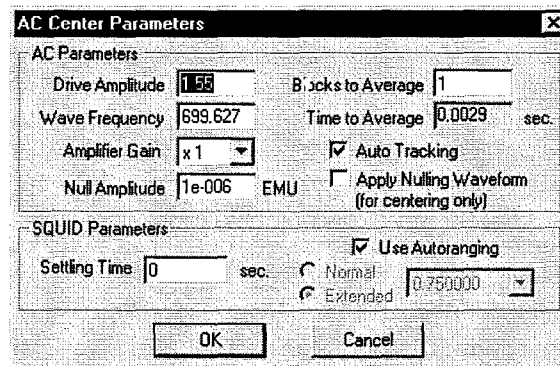 AC Center Parameters
AC Parameters
Drive Amplitude 1.55 Blocks to Average 1
Wave Frequency 699.627 Time to Average 0.0029 sec.
Amplifier Gain x 1 Auto Tracking
Null Amplitude 1e-006 EMU Apply Nulling Waveform
(for centering only)
SQUID Parameters
Use Autoranging
Settling Time 0 sec. Normal
Extended 0.750000
OK Cancel